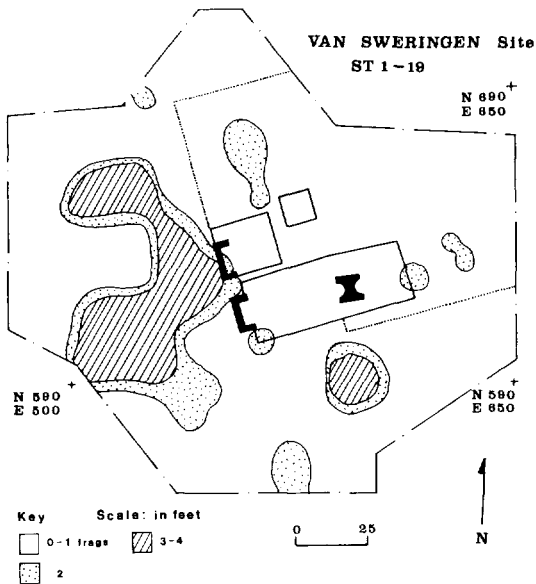 VAN SWERINGEN Site
ST 1-19
N 690
E 650
N 590
E 500
N 590
E 650
Key Scale: in feet
0-1 frags 3-4
2
0 25
N